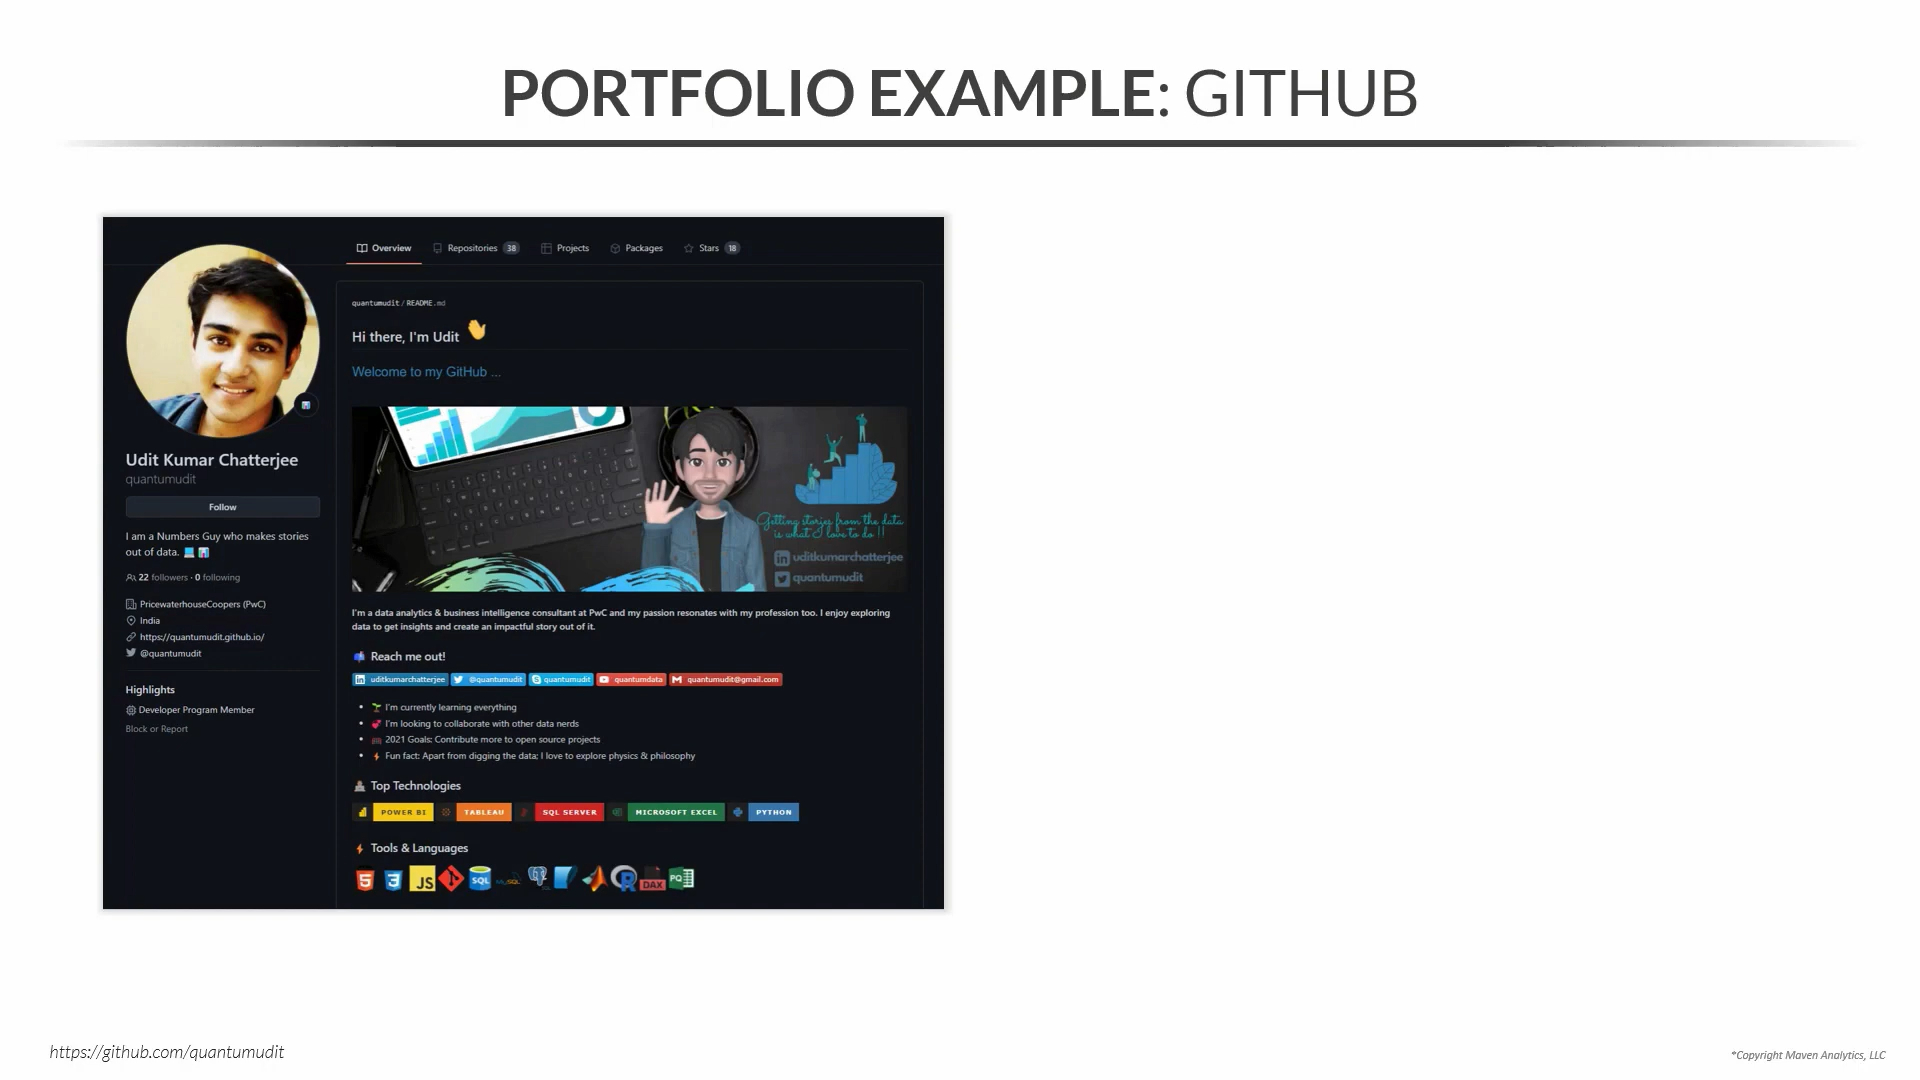 PORTFOLIO EXAMPLE: GITHUB
Overview
Repositories 38
Projects
Packages
Stars 18
quantumudit / README.md
Hi there, I'm Udit
Welcome to my GitHub ...
Getting stories from the data
is what I love to do !!
uditkumarchatterjee
quantumudit
Udit Kumar Chatterjee
quantumudit
Follow
I am a Numbers Guy who makes stories
out of data.
22 followers · 0 following
PricewaterhouseCoopers (PwC)
India
https://quantumudit.github.io/
@quantumudit
Highlights
Developer Program Member
Block or Report
I'm a data analytics & business intelligence consultant at PwC and my passion resonates with my profession too. I enjoy exploring
data to get insights and create an impactful story out of it.
Reach me out!
uditkumarchatterjee @quantumudit quantumudit quantumdata quantumudit@gmail.com
I'm currently learning everything
I'm looking to collaborate with other data nerds
2021 Goals: Contribute more to open source projects
Fun fact: Apart from digging the data; I love to explore physics & philosophy
Top Technologies
POWER BI TABLEAU SQL SERVER MICROSOFT EXCEL PYTHON
Tools & Languages
5 3 JS SQL MySQL R DAX PQ
https://github.com/quantumudit
*Copyright Maven Analytics, LLC